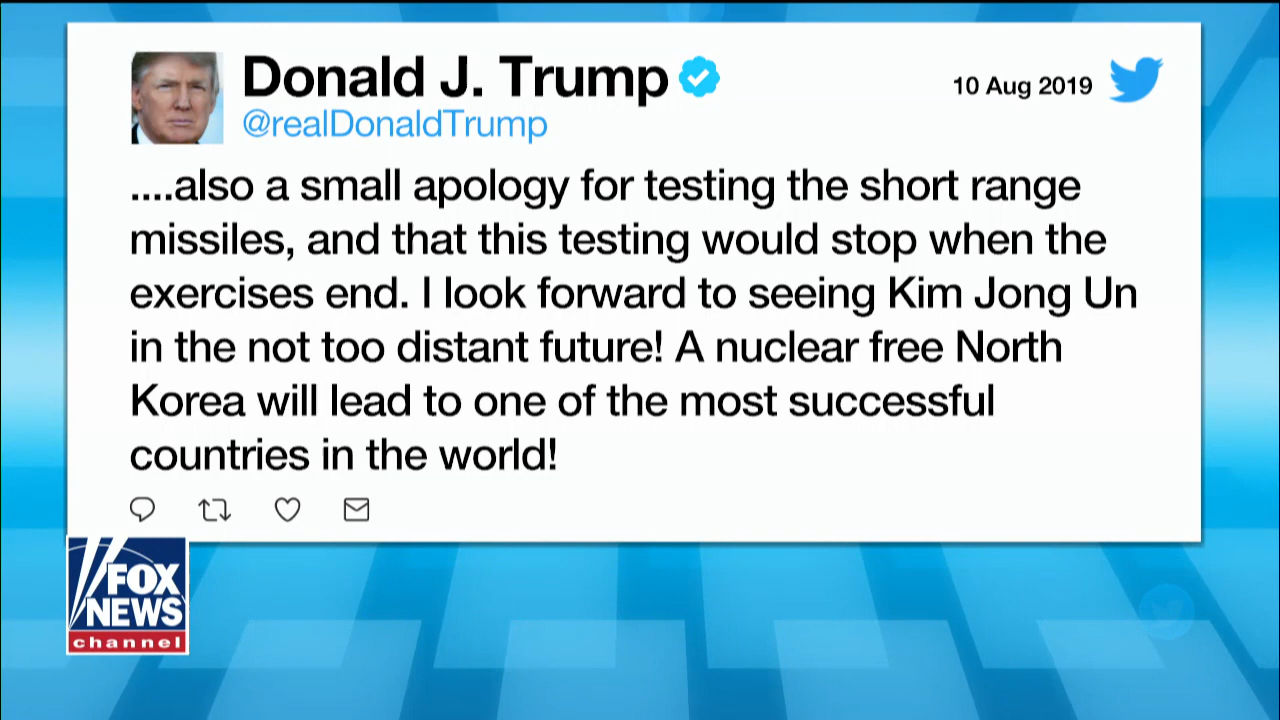 Donald J. Trump
10 Aug 2019
@realDonaldTrump
....also a small apology for testing the short range
missiles, and that this testing would stop when the
exercises end. I look forward to seeing Kim Jong Un
in the not too distant future! A nuclear free North
Korea will lead to one of the most successful
countries in the world!
FOX
NEWS
channel